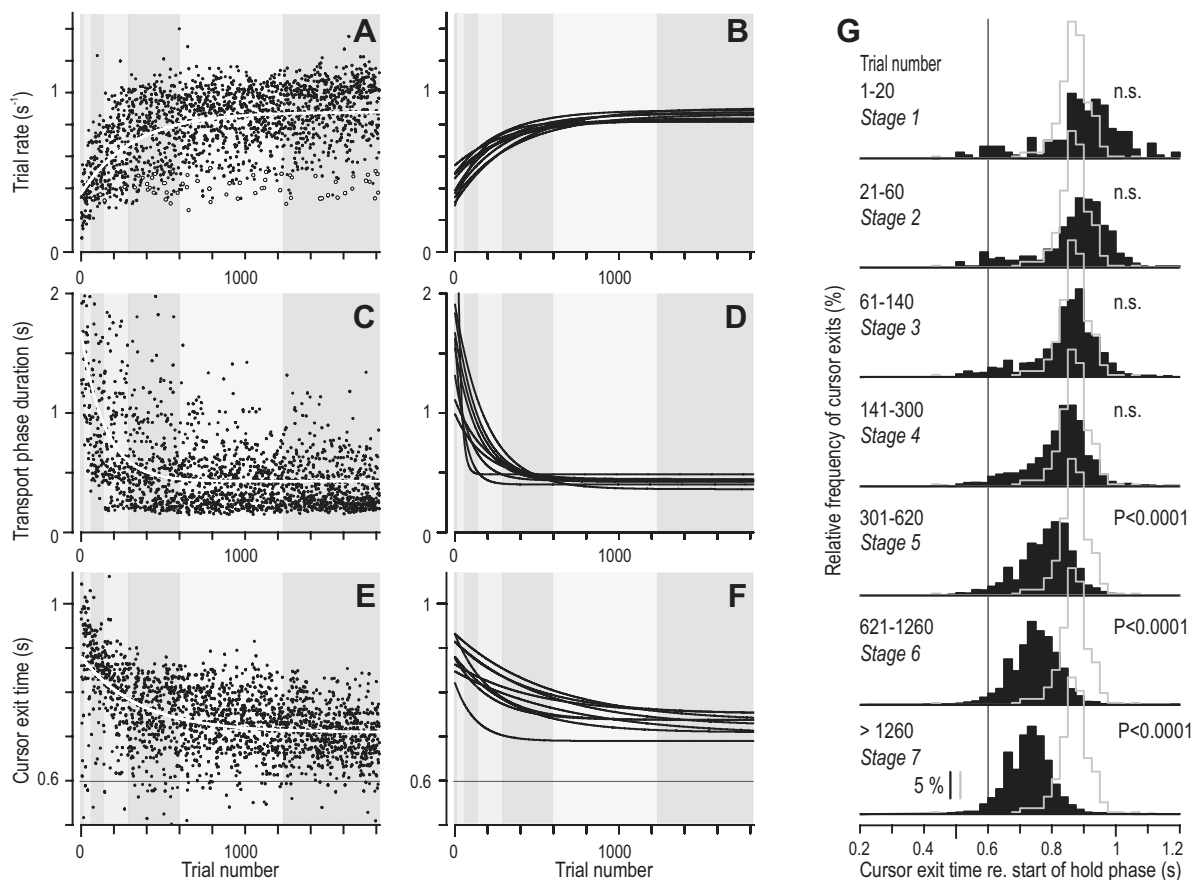 A
Trial rate (s⁻¹)
1
0
0
1000
B
0
1000
C
Transport phase duration (s)
2
1
0
0
1000
D
2
1
0
0
1000
E
Cursor exit time (s)
1
0.6
0
1000
Trial number
F
1
0.6
0
1000
Trial number
G
Relative frequency of cursor exits (%)
Trial number
1-20
Stage 1
n.s.
21-60
Stage 2
n.s.
61-140
Stage 3
n.s.
141-300
Stage 4
n.s.
301-620
Stage 5
P<0.0001
621-1260
Stage 6
P<0.0001
> 1260
Stage 7
P<0.0001
5 %
0.2 0.4 0.6 0.8 1 1.2
Cursor exit time re. start of hold phase (s)